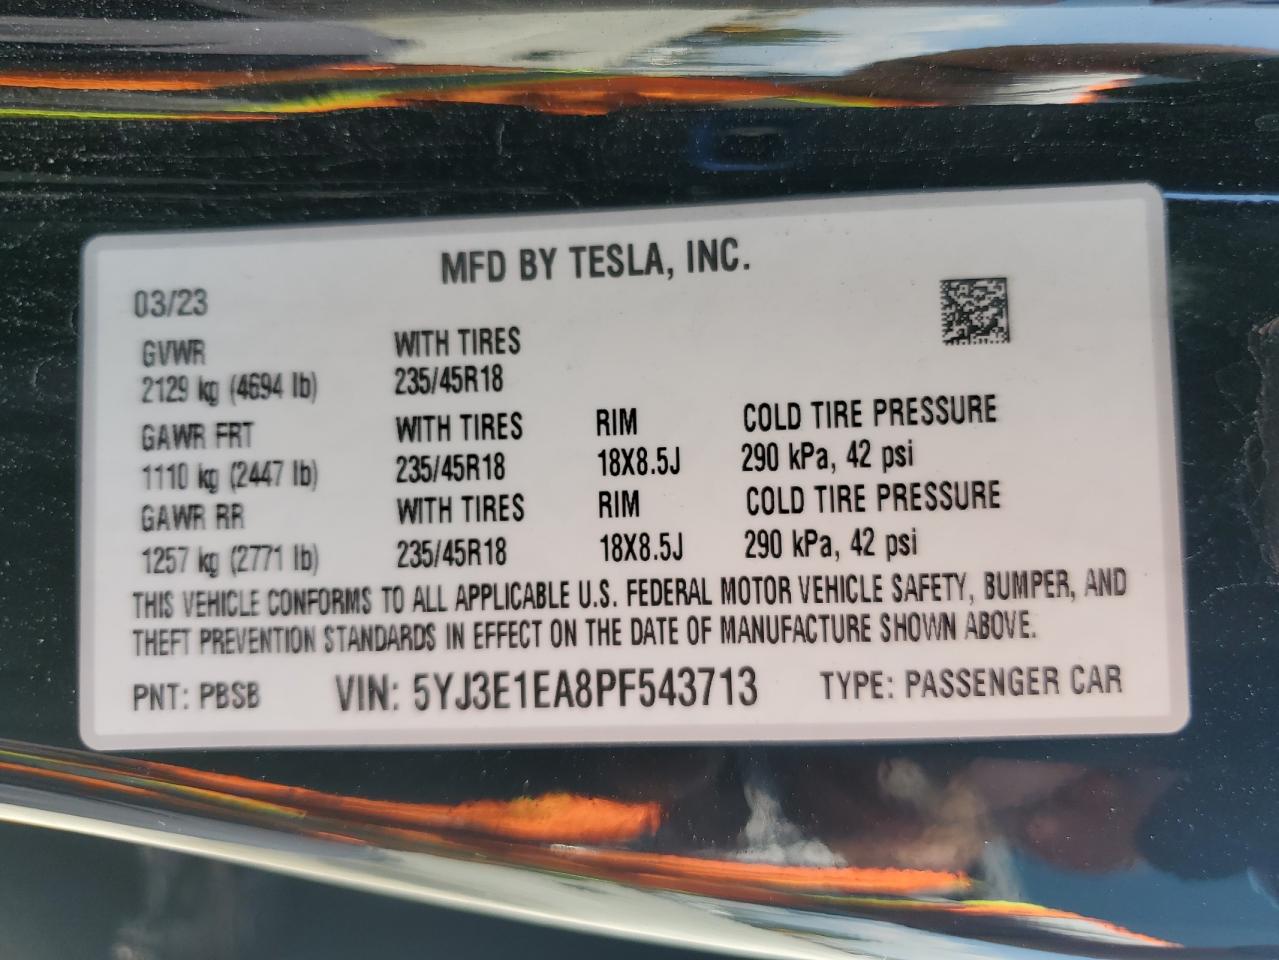 MFD BY TESLA, INC.
03/23
GVWR WITH TIRES
2129 kg (4694 lb) 235/45R18
GAWR FRT WITH TIRES RIM COLD TIRE PRESSURE
1110 kg (2447 lb) 235/45R18 18X8.5J 290 kPa, 42 psi
GAWR RR WITH TIRES RIM COLD TIRE PRESSURE
1257 kg (2771 lb) 235/45R18 18X8.5J 290 kPa, 42 psi
THIS VEHICLE CONFORMS TO ALL APPLICABLE U.S. FEDERAL MOTOR VEHICLE SAFETY, BUMPER, AND
THEFT PREVENTION STANDARDS IN EFFECT ON THE DATE OF MANUFACTURE SHOWN ABOVE.
PNT: PBSB VIN: 5YJ3E1EA8PF543713 TYPE: PASSENGER CAR